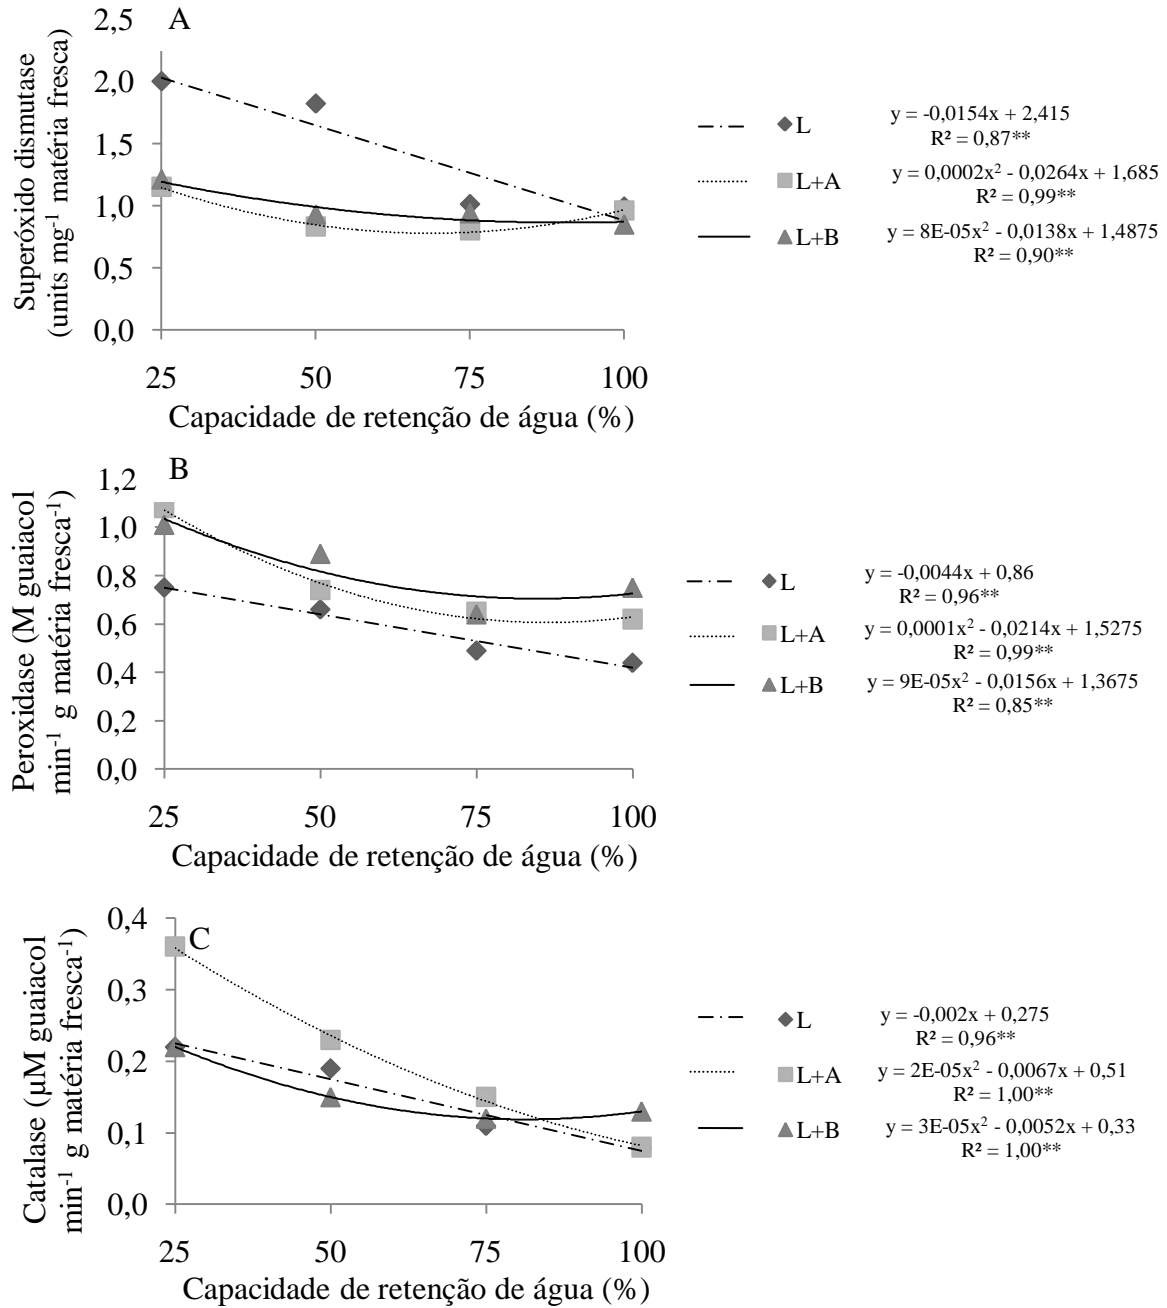 A
Superóxido dismutase
(units mg⁻¹ matéria fresca)
2,5
2,0
1,5
1,0
0,5
0,0
25 50 75 100
Capacidade de retenção de água (%)
L y = -0,0154x + 2,415
R² = 0,87**
L+A y = 0,0002x² - 0,0264x + 1,685
R² = 0,99**
L+B y = 8E-05x² - 0,0138x + 1,4875
R² = 0,90**
B
Peroxidase (M guaiacol
min⁻¹ g matéria fresca⁻¹)
1,2
1,0
0,8
0,6
0,4
0,2
0,0
25 50 75 100
Capacidade de retenção de água (%)
L y = -0,0044x + 0,86
R² = 0,96**
L+A y = 0,0001x² - 0,0214x + 1,5275
R² = 0,99**
L+B y = 9E-05x² - 0,0156x + 1,3675
R² = 0,85**
C
Catalase (µM guaiacol
min⁻¹ g matéria fresca⁻¹)
0,4
0,3
0,2
0,1
0,0
25 50 75 100
Capacidade de retenção de água (%)
L y = -0,002x + 0,275
R² = 0,96**
L+A y = 2E-05x² - 0,0067x + 0,51
R² = 1,00**
L+B y = 3E-05x² - 0,0052x + 0,33
R² = 1,00**